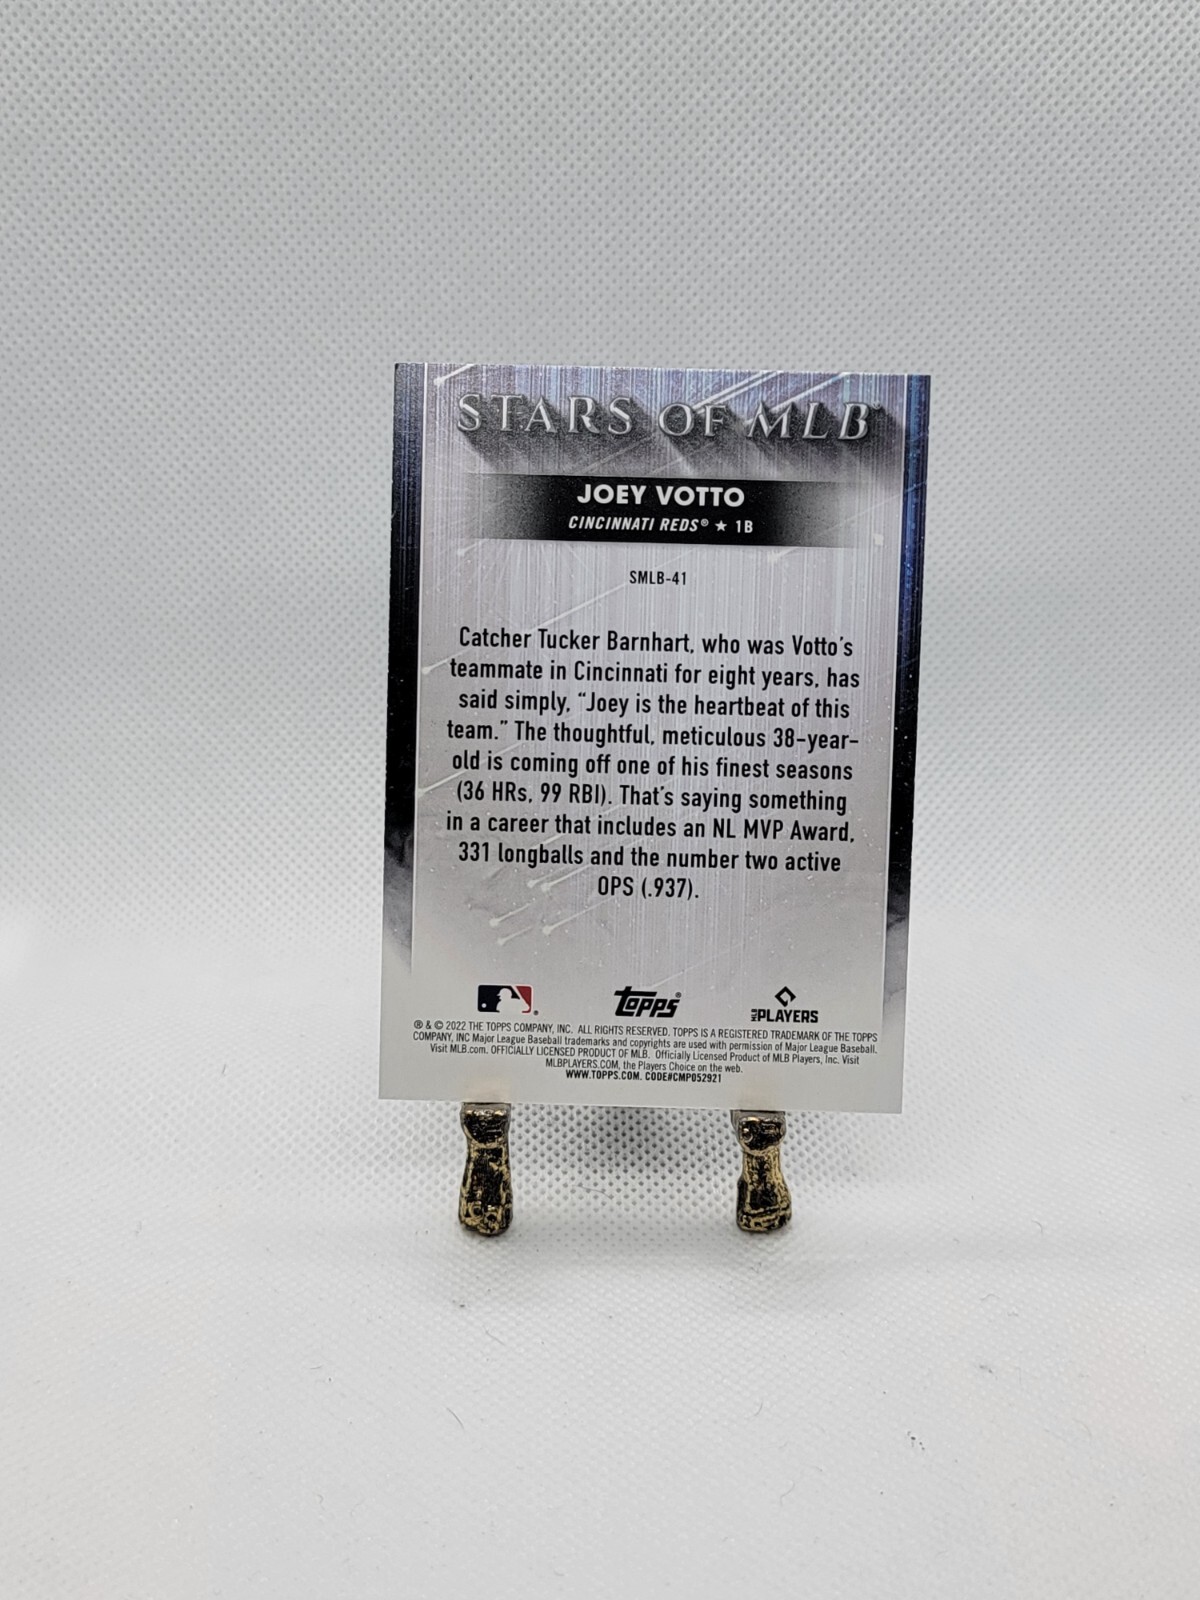 STARS OF MLB
JOEY VOTTO
CINCINNATI REDS® ★ 1B
SMLB-41
Catcher Tucker Barnhart, who was Votto's
teammate in Cincinnati for eight years, has
said simply, “Joey is the heartbeat of this
team.” The thoughtful, meticulous 38-year-
old is coming off one of his finest seasons
(36 HRs, 99 RBI). That's saying something
in a career that includes an NL MVP Award,
331 longballs and the number two active
OPS (.937).
topps® MLB PLAYERS
® & © 2022 THE TOPPS COMPANY, INC. ALL RIGHTS RESERVED. TOPPS IS A REGISTERED TRADEMARK OF THE TOPPS
COMPANY, INC Major League Baseball trademarks and copyrights are used with permission of Major League Baseball.
Visit MLB.com. OFFICIALLY LICENSED PRODUCT OF MLB. Officially Licensed Product of MLB Players, Inc. Visit
MLBPLAYERS.COM, the Players Choice on the web.
WWW.TOPPS.COM. CODE#CMP052921